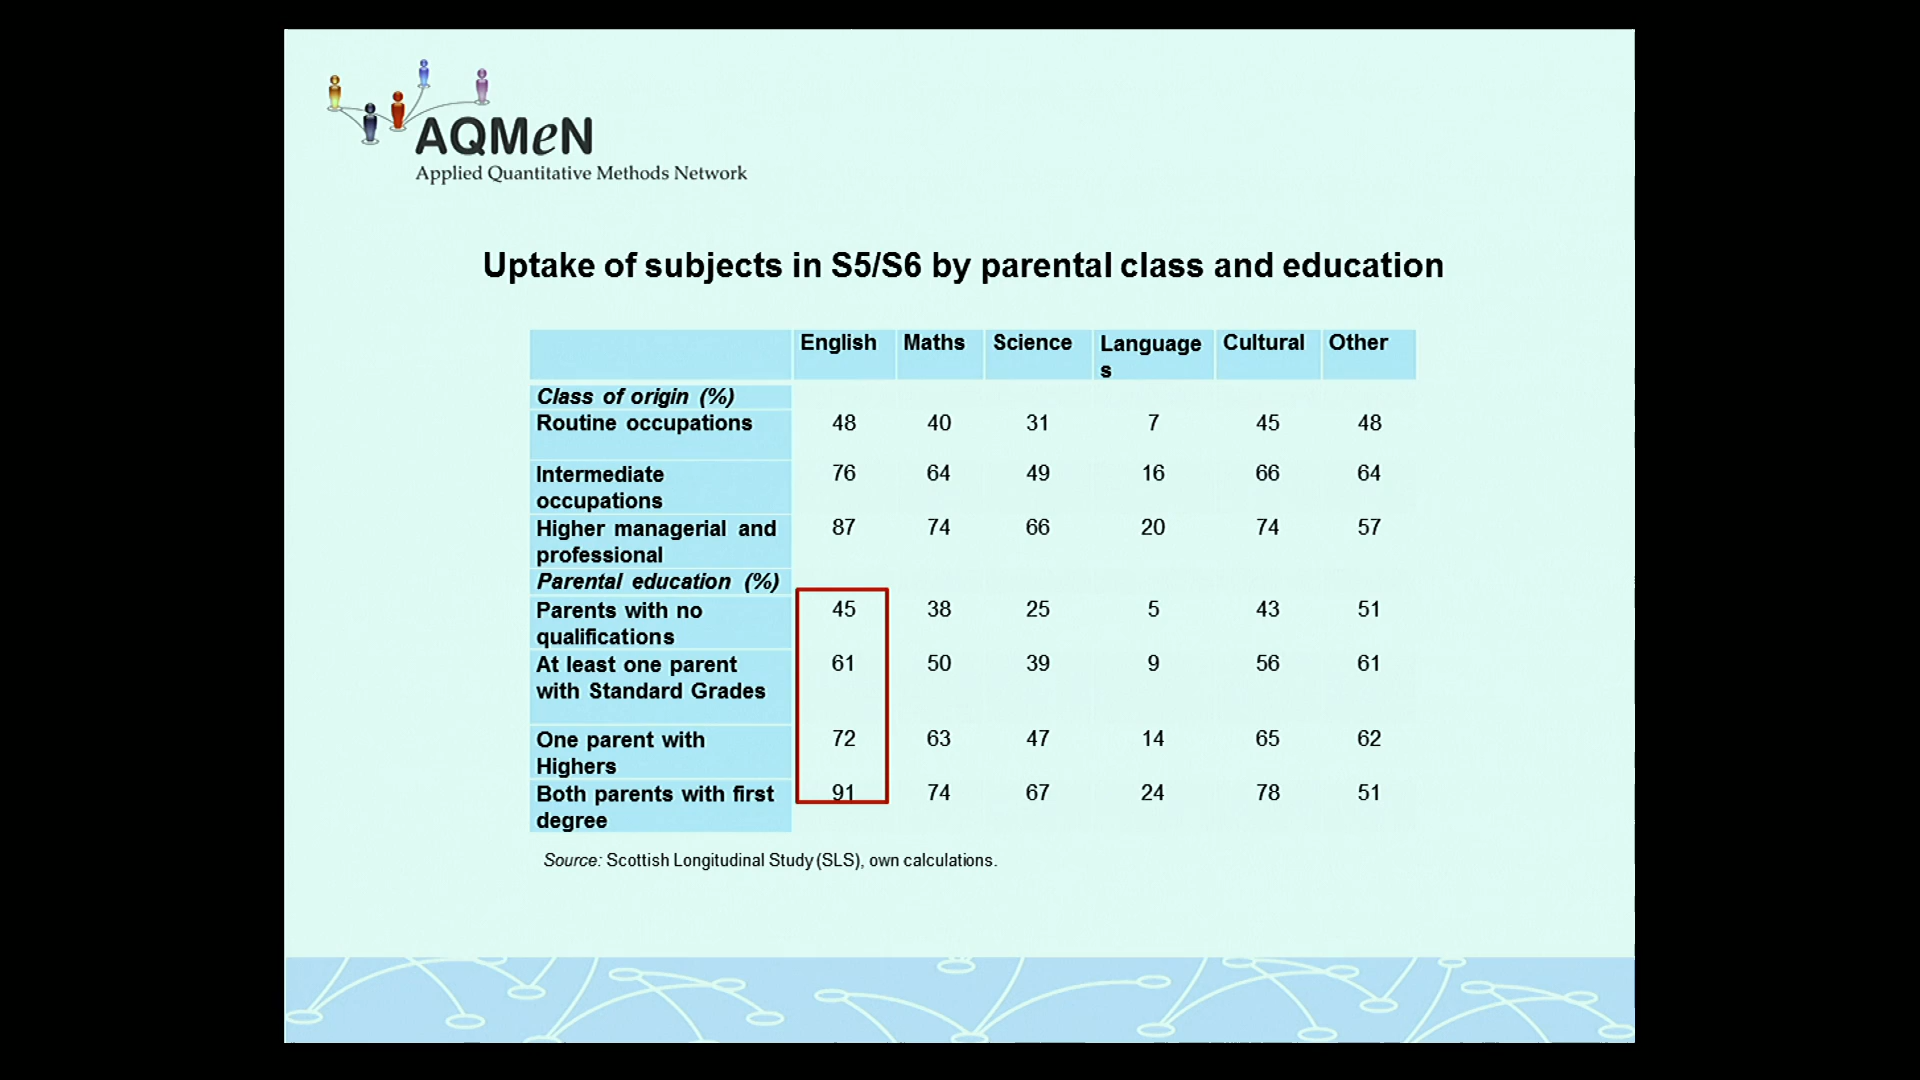 AQMeN
Applied Quantitative Methods Network
Uptake of subjects in S5/S6 by parental class and education
English Maths Science Language Cultural Other
s
Class of origin (%)
Routine occupations 48 40 31 7 45 48
Intermediate 76 64 49 16 66 64
occupations
Higher managerial and 87 74 66 20 74 57
professional
Parental education (%)
Parents with no 45 38 25 5 43 51
qualifications
At least one parent 61 50 39 9 56 61
with Standard Grades
One parent with 72 63 47 14 65 62
Highers
Both parents with first 91 74 67 24 78 51
degree
Source: Scottish Longitudinal Study (SLS), own calculations.